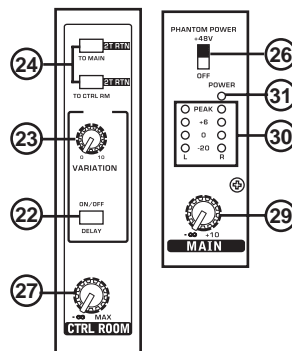 24
2T RTN
TO MAIN
2T RTN
TO CTRL RM
23
0 10
VARIATION
22
ON/OFF
DELAY
27
-∞ MAX
CTRL ROOM
PHANTOM POWER
+48V
26
OFF
POWER
31
PEAK
+6
0
30
-20
L R
29
-∞ +10
MAIN